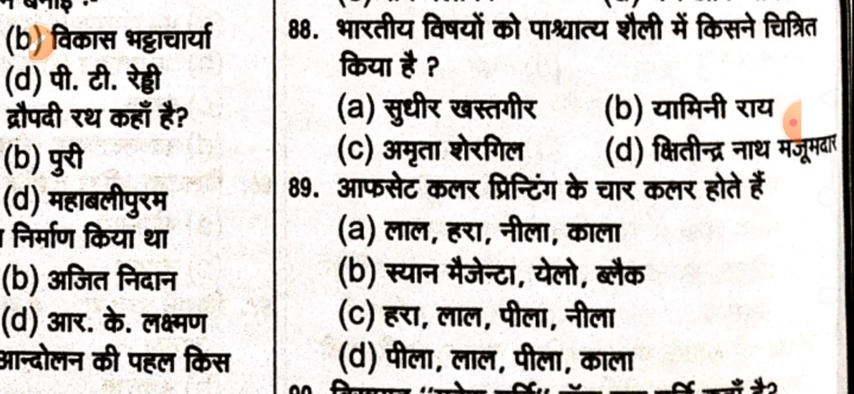 (b) विकास भट्टाचार्या
(d) पी. टी. रेड्डी
द्रौपदी रथ कहाँ है?
(b) पुरी
(d) महाबलीपुरम
निर्माण किया था
(b) अजित निदान
(d) आर. के. लक्ष्मण
आन्दोलन की पहल किस
88. भारतीय विषयों को पाश्चात्य शैली में किसने चित्रित
किया है ?
(a) सुधीर खस्तगीर (b) यामिनी राय
(c) अमृता शेरगिल (d) क्षितीन्द्र नाथ मजूमदार
89. आफसेट कलर प्रिन्टिंग के चार कलर होते हैं
(a) लाल, हरा, नीला, काला
(b) स्यान मैजेन्टा, येलो, ब्लैक
(c) हरा, लाल, पीला, नीला
(d) पीला, लाल, पीला, काला